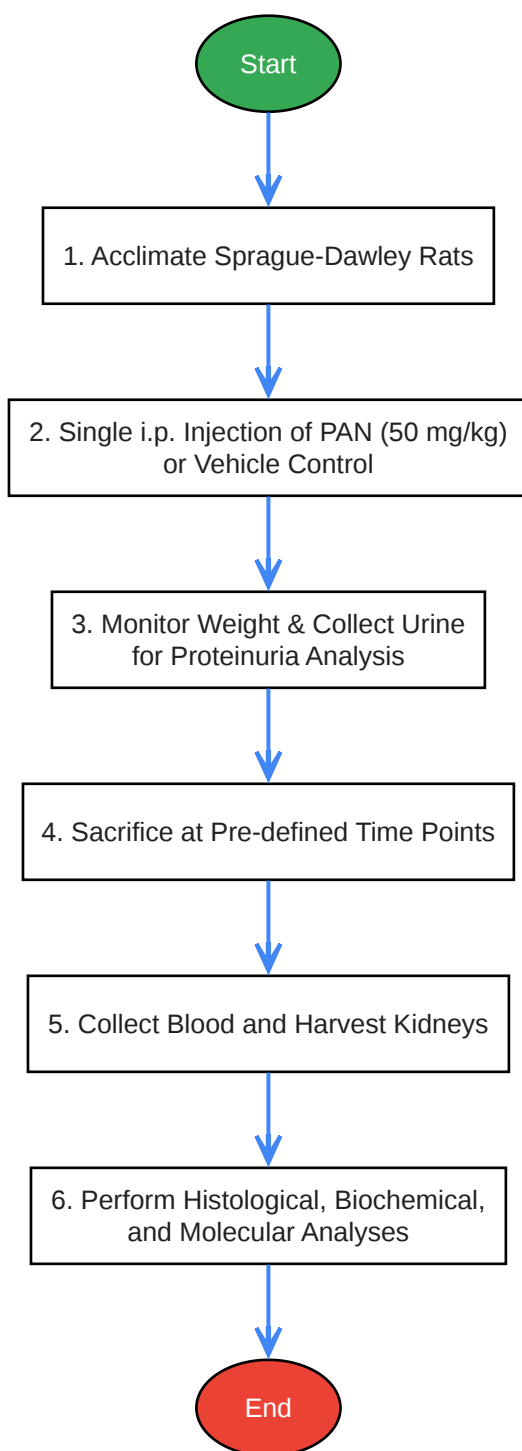 Start
1. Acclimate Sprague-Dawley Rats
2. Single i.p. Injection of PAN (50 mg/kg)
or Vehicle Control
3. Monitor Weight & Collect Urine
for Proteinuria Analysis
4. Sacrifice at Pre-defined Time Points
5. Collect Blood and Harvest Kidneys
6. Perform Histological, Biochemical,
and Molecular Analyses
End